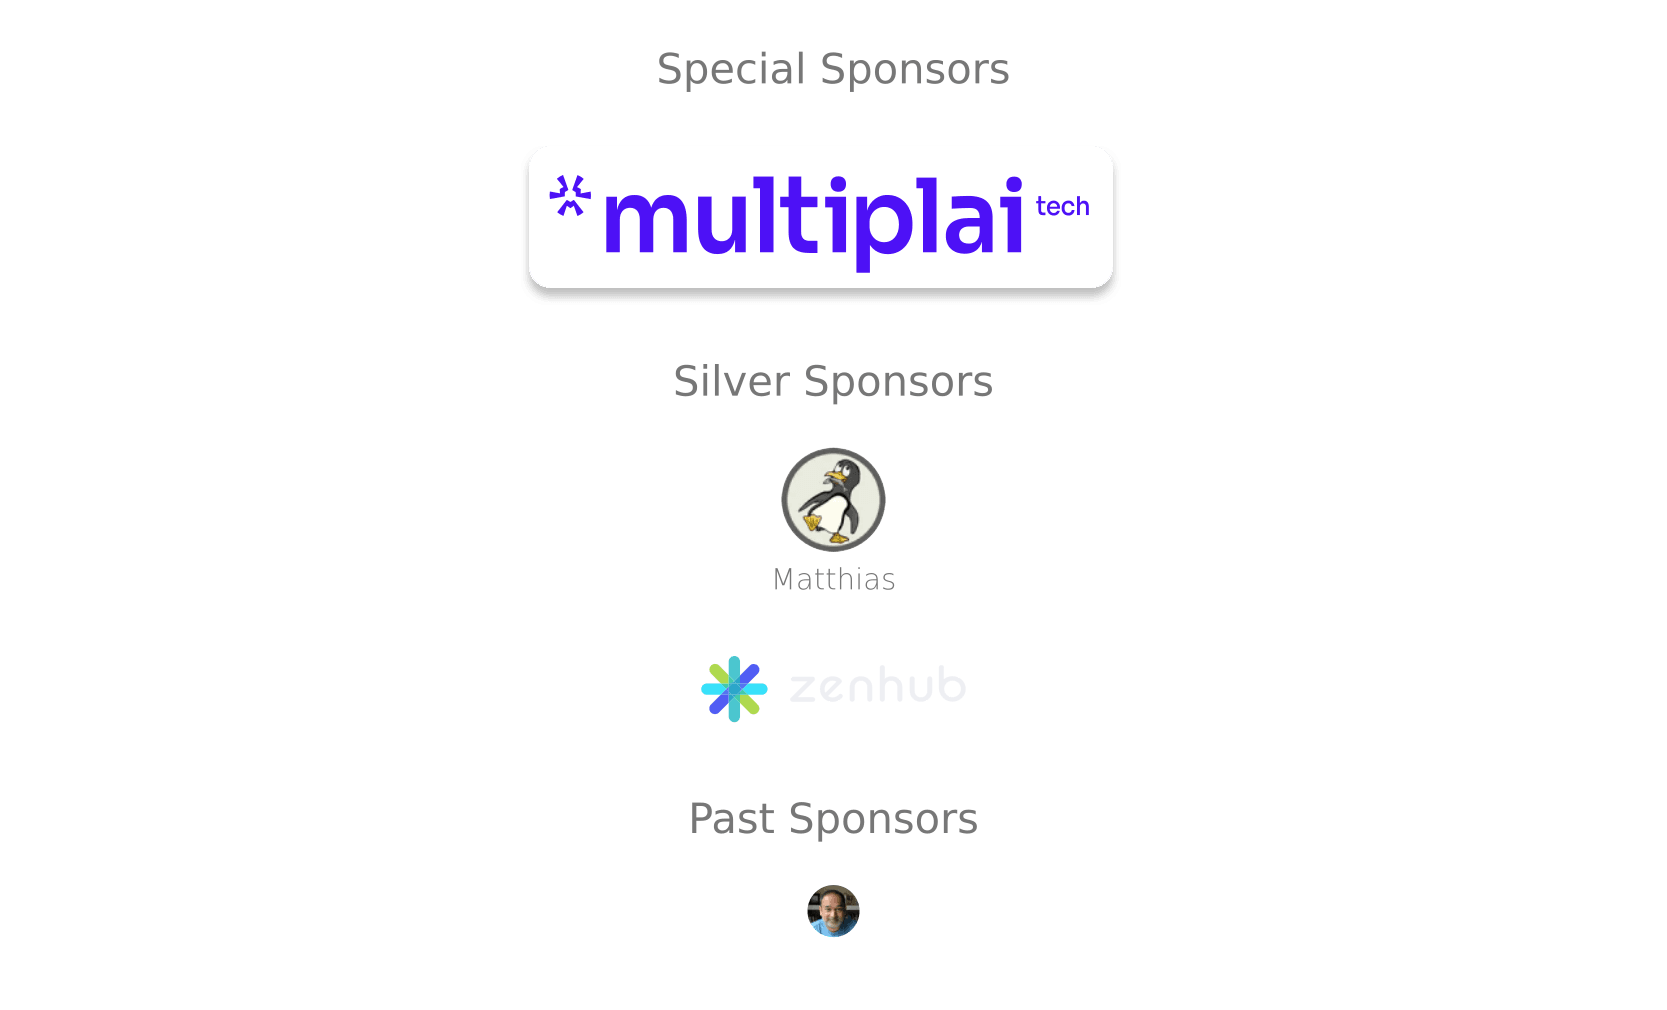 Special Sponsors
multiplai tech
Silver Sponsors
Matthias
zenhub
Past Sponsors